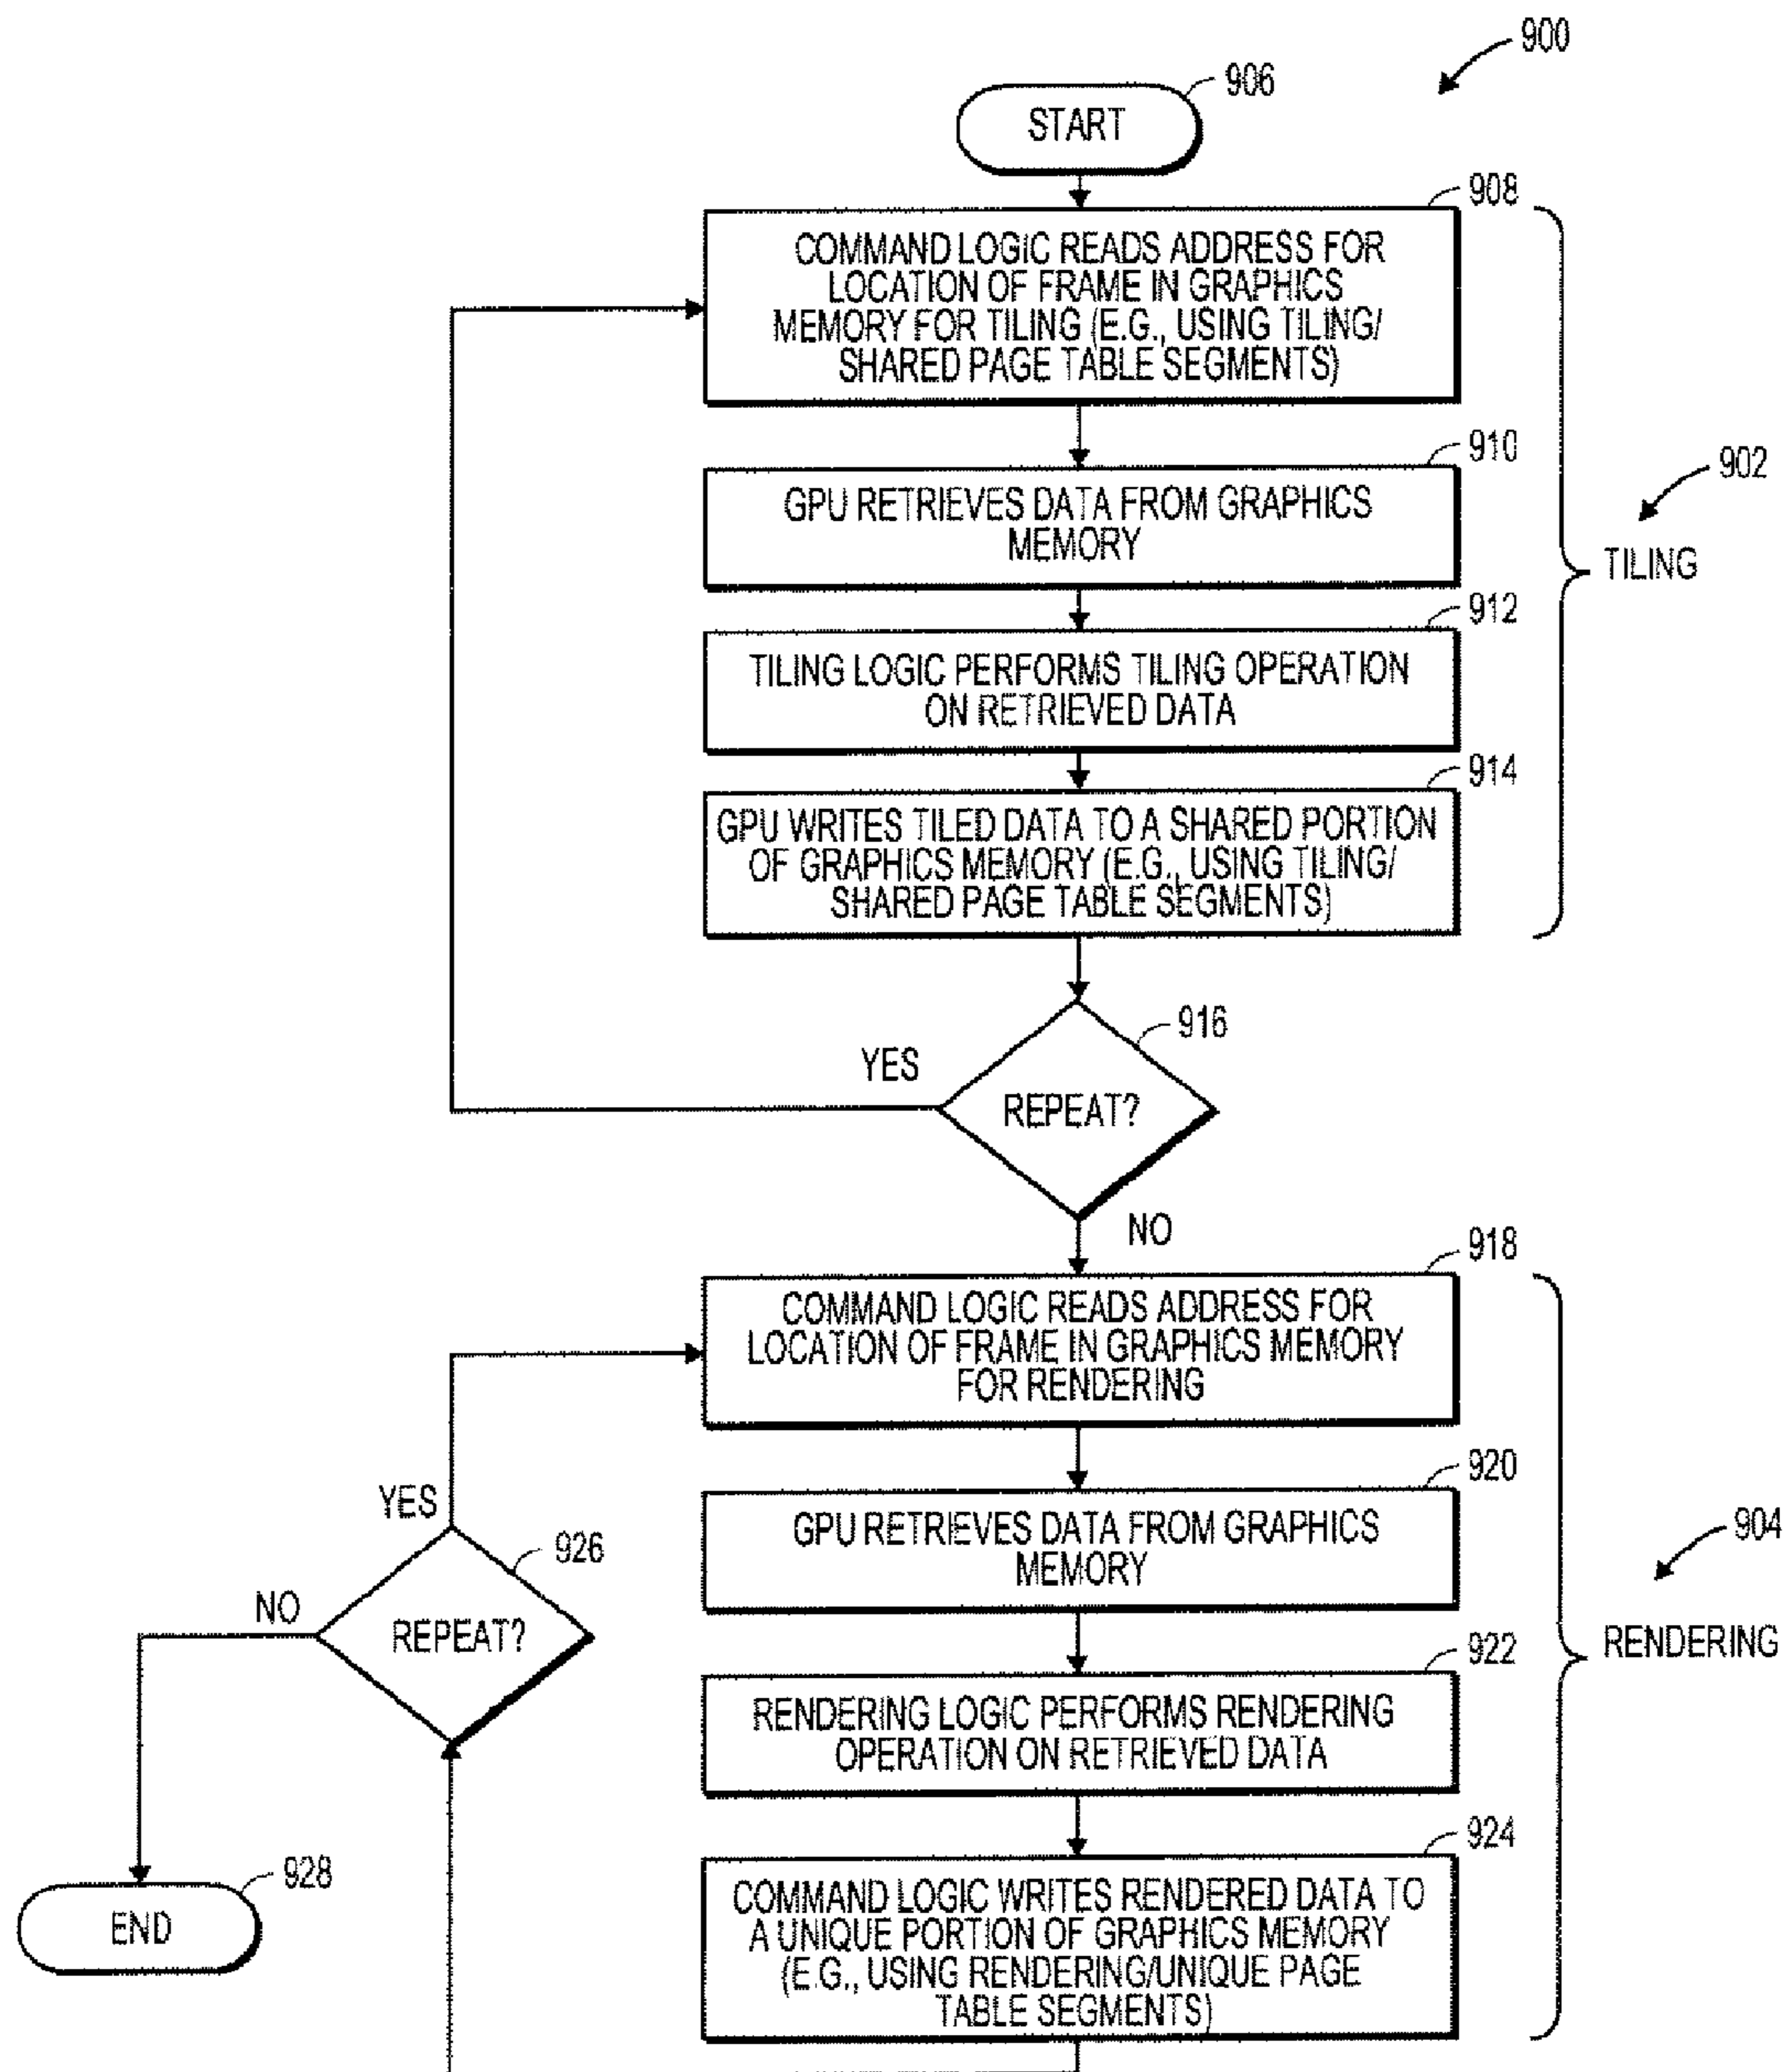 900
906
START
908
COMMAND LOGIC READS ADDRESS FOR
LOCATION OF FRAME IN GRAPHICS
MEMORY FOR TILING (E.G., USING TILING/
SHARED PAGE TABLE SEGMENTS)
910
GPU RETRIEVES DATA FROM GRAPHICS
MEMORY
902
TILING
912
TILING LOGIC PERFORMS TILING OPERATION
ON RETRIEVED DATA
914
GPU WRITES TILED DATA TO A SHARED PORTION
OF GRAPHICS MEMORY (E.G., USING TILING/
SHARED PAGE TABLE SEGMENTS)
916
YES
REPEAT?
NO
918
COMMAND LOGIC READS ADDRESS FOR
LOCATION OF FRAME IN GRAPHICS MEMORY
FOR RENDERING
920
GPU RETRIEVES DATA FROM GRAPHICS
MEMORY
YES
926
NO
REPEAT?
904
RENDERING
922
RENDERING LOGIC PERFORMS RENDERING
OPERATION ON RETRIEVED DATA
924
COMMAND LOGIC WRITES RENDERED DATA TO
A UNIQUE PORTION OF GRAPHICS MEMORY
(E.G., USING RENDERING/UNIQUE PAGE
TABLE SEGMENTS)
928
END